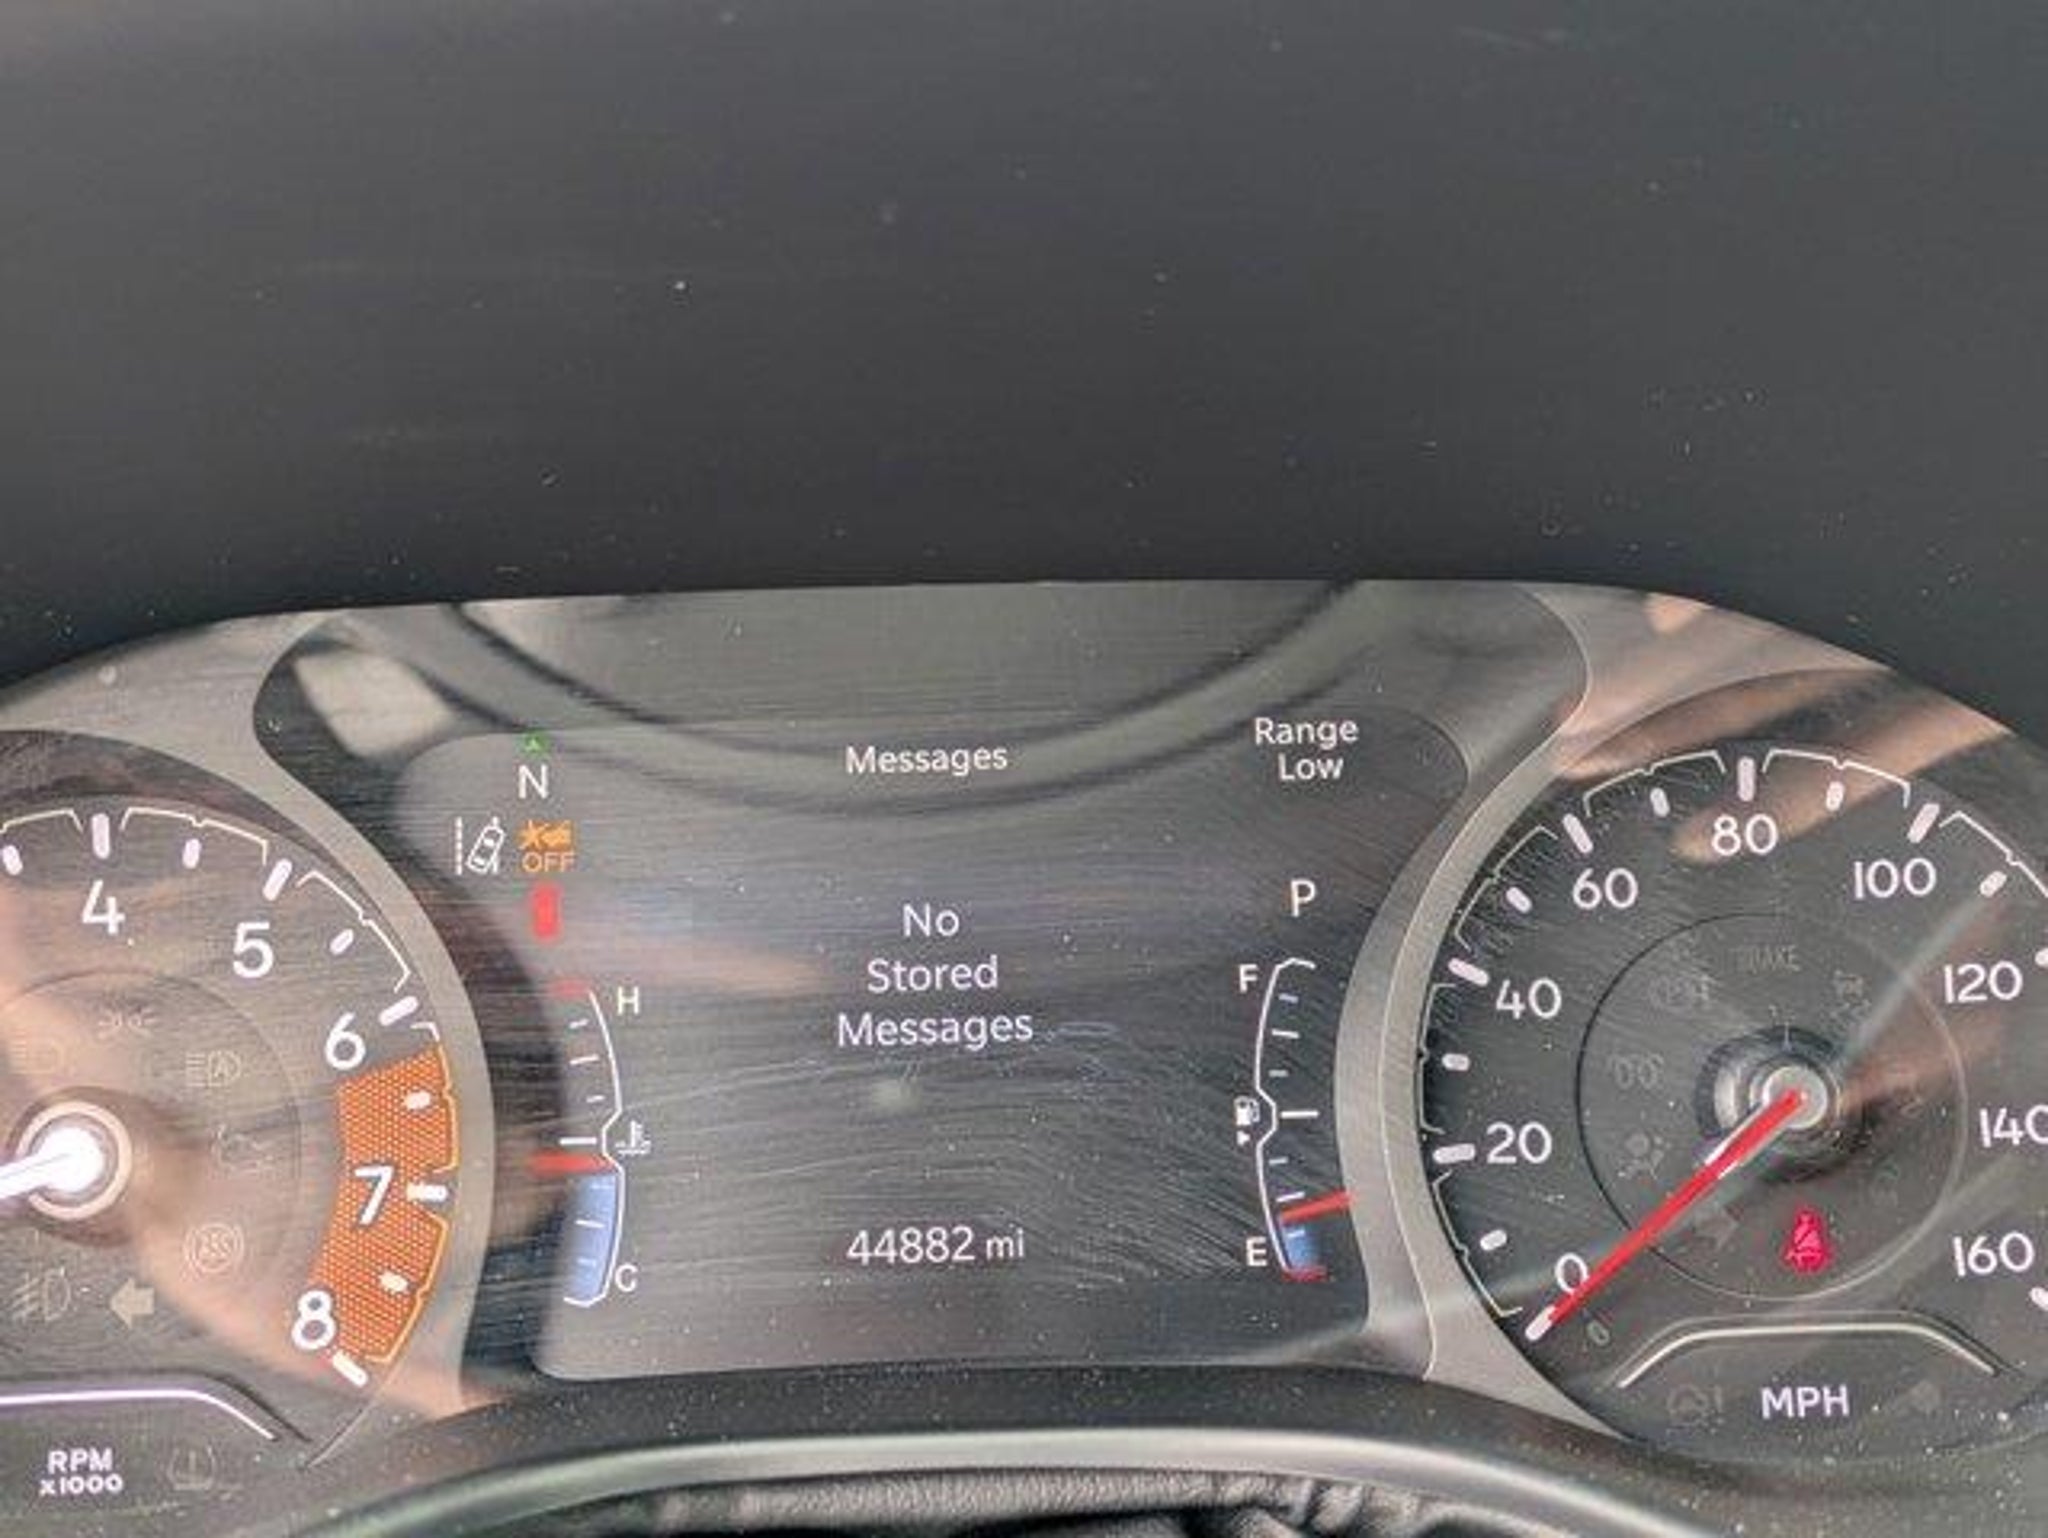 Messages
Range
Low
N
OFF
P
No
Stored
Messages
H
C
F
E
44882 mi
4
5
6
7
8
RPM
x1000
0
20
40
60
80
100
120
140
160
BRAKE
MPH